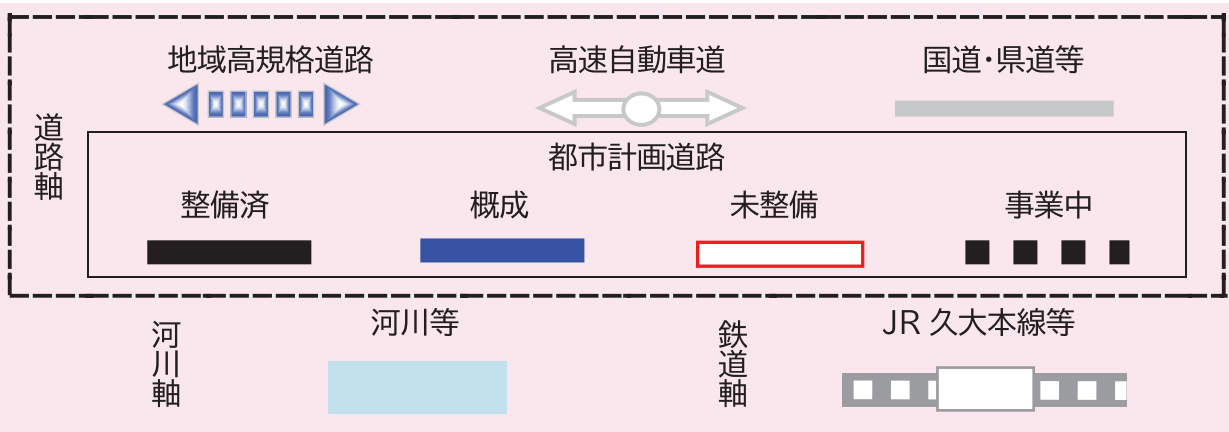 地域高規格道路
高速自動車道
国道・県道等
道路軸
都市計画道路
整備済
概成
未整備
事業中
河川軸
河川等
鉄道軸
JR 久大本線等